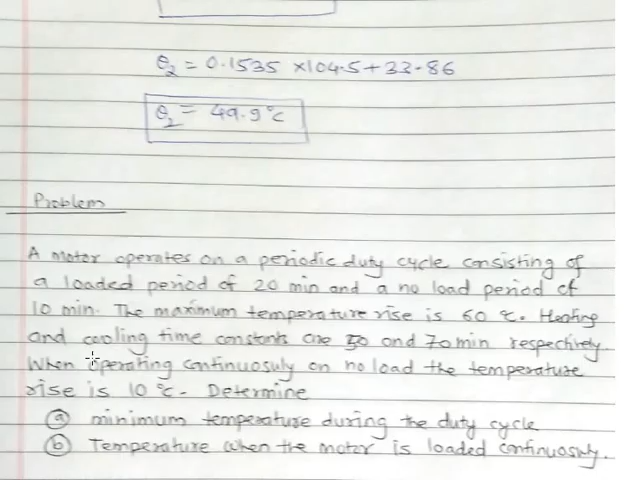 θ₂ = 0.1535 ×104.5+33.86
θ₂ = 49.9°C
Problem
A motor operates on a periodic duty cycle consisting of
a loaded period of 20 min and a no load period of
10 min. The maximum temperature rise is 60 °C. Heating
and cooling time constants are 50 and 70 min respectively
When operating continuosuly on no load the temperature
rise is 10 °C. Determine
(a) minimum temperature during the duty cycle
(b) Temperature when the motor is loaded continuosuly.